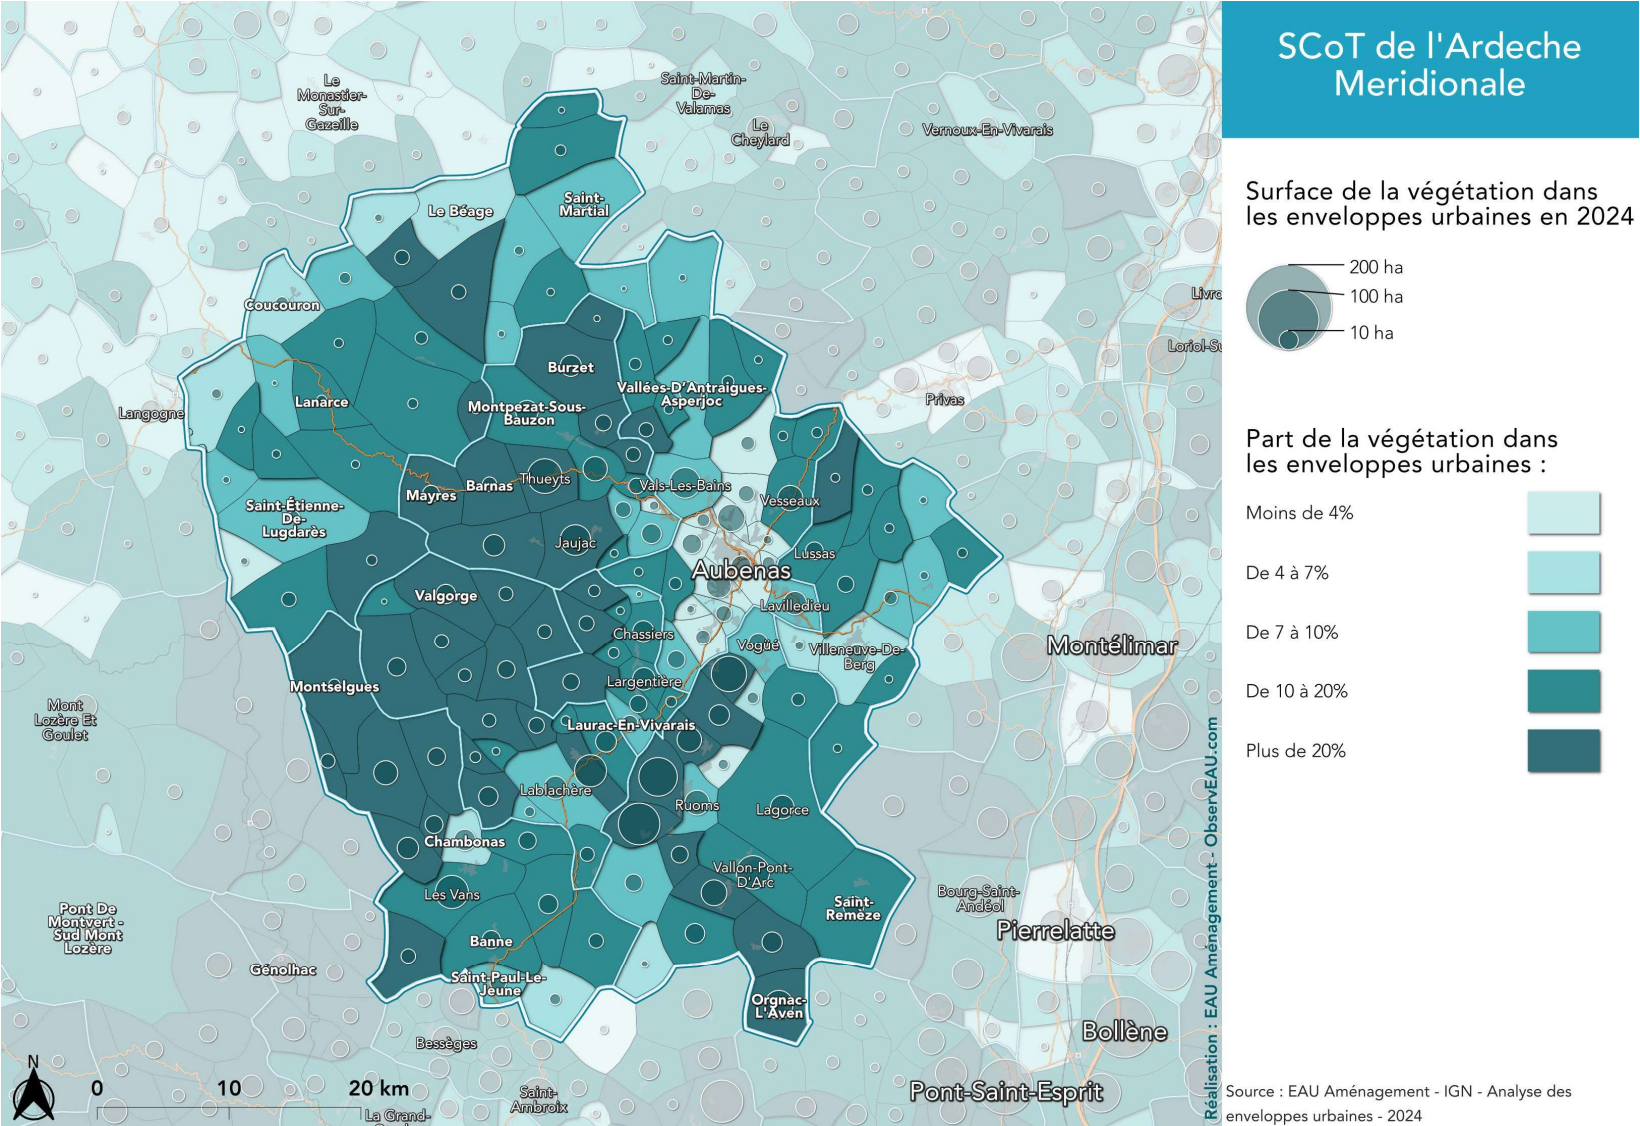 SCoT de l'Ardeche
Meridionale
Surface de la végétation dans
les enveloppes urbaines en 2024
200 ha
100 ha
10 ha
Part de la végétation dans
les enveloppes urbaines :
Moins de 4%
De 4 à 7%
De 7 à 10%
De 10 à 20%
Plus de 20%
Source : EAU Aménagement - IGN - Analyse des
enveloppes urbaines - 2024
Réalisation : EAU Aménagement - ObservEAU.com
Le
Monastier-
Sur-
Gazeille
Saint-Martin-
De-
Valamas
Le
Cheylard
Vernoux-En-Vivarais
Le Béage
Saint-
Martial
Coucouron
Livro
Loriol-Su
Burzet
Vallées-D'Antraigues-
Asperjoc
Privas
Langogne
Lanarce
Montpezat-Sous-
Bauzon
Mayres
Barnas
Thueyts
Vals-Les-Bains
Vesseaux
Saint-Étienne-
De-
Lugdarès
Jaujac
Lussas
Aubenas
Valgorge
Lavilledieu
Chassiers
Vogüé
Villeneuve-De-
Berg
Montélimar
Largentière
Montselgues
Mont
Lozère Et
Goulet
Laurac-En-Vivarais
Lablachère
Ruoms
Lagorce
Chambonas
Vallon-Pont-
D'Arc
Les Vans
Saint-
Remèze
Bourg-Saint-
Andéol
Pierrelatte
Pont De
Montvert -
Sud Mont
Lozère
Banne
Génolhac
Saint-Paul-Le-
Jeune
Orgnac-
L'Aven
Bollène
Bessèges
Pont-Saint-Esprit
Saint-
Ambroix
La Grand-
N
0 10 20 km